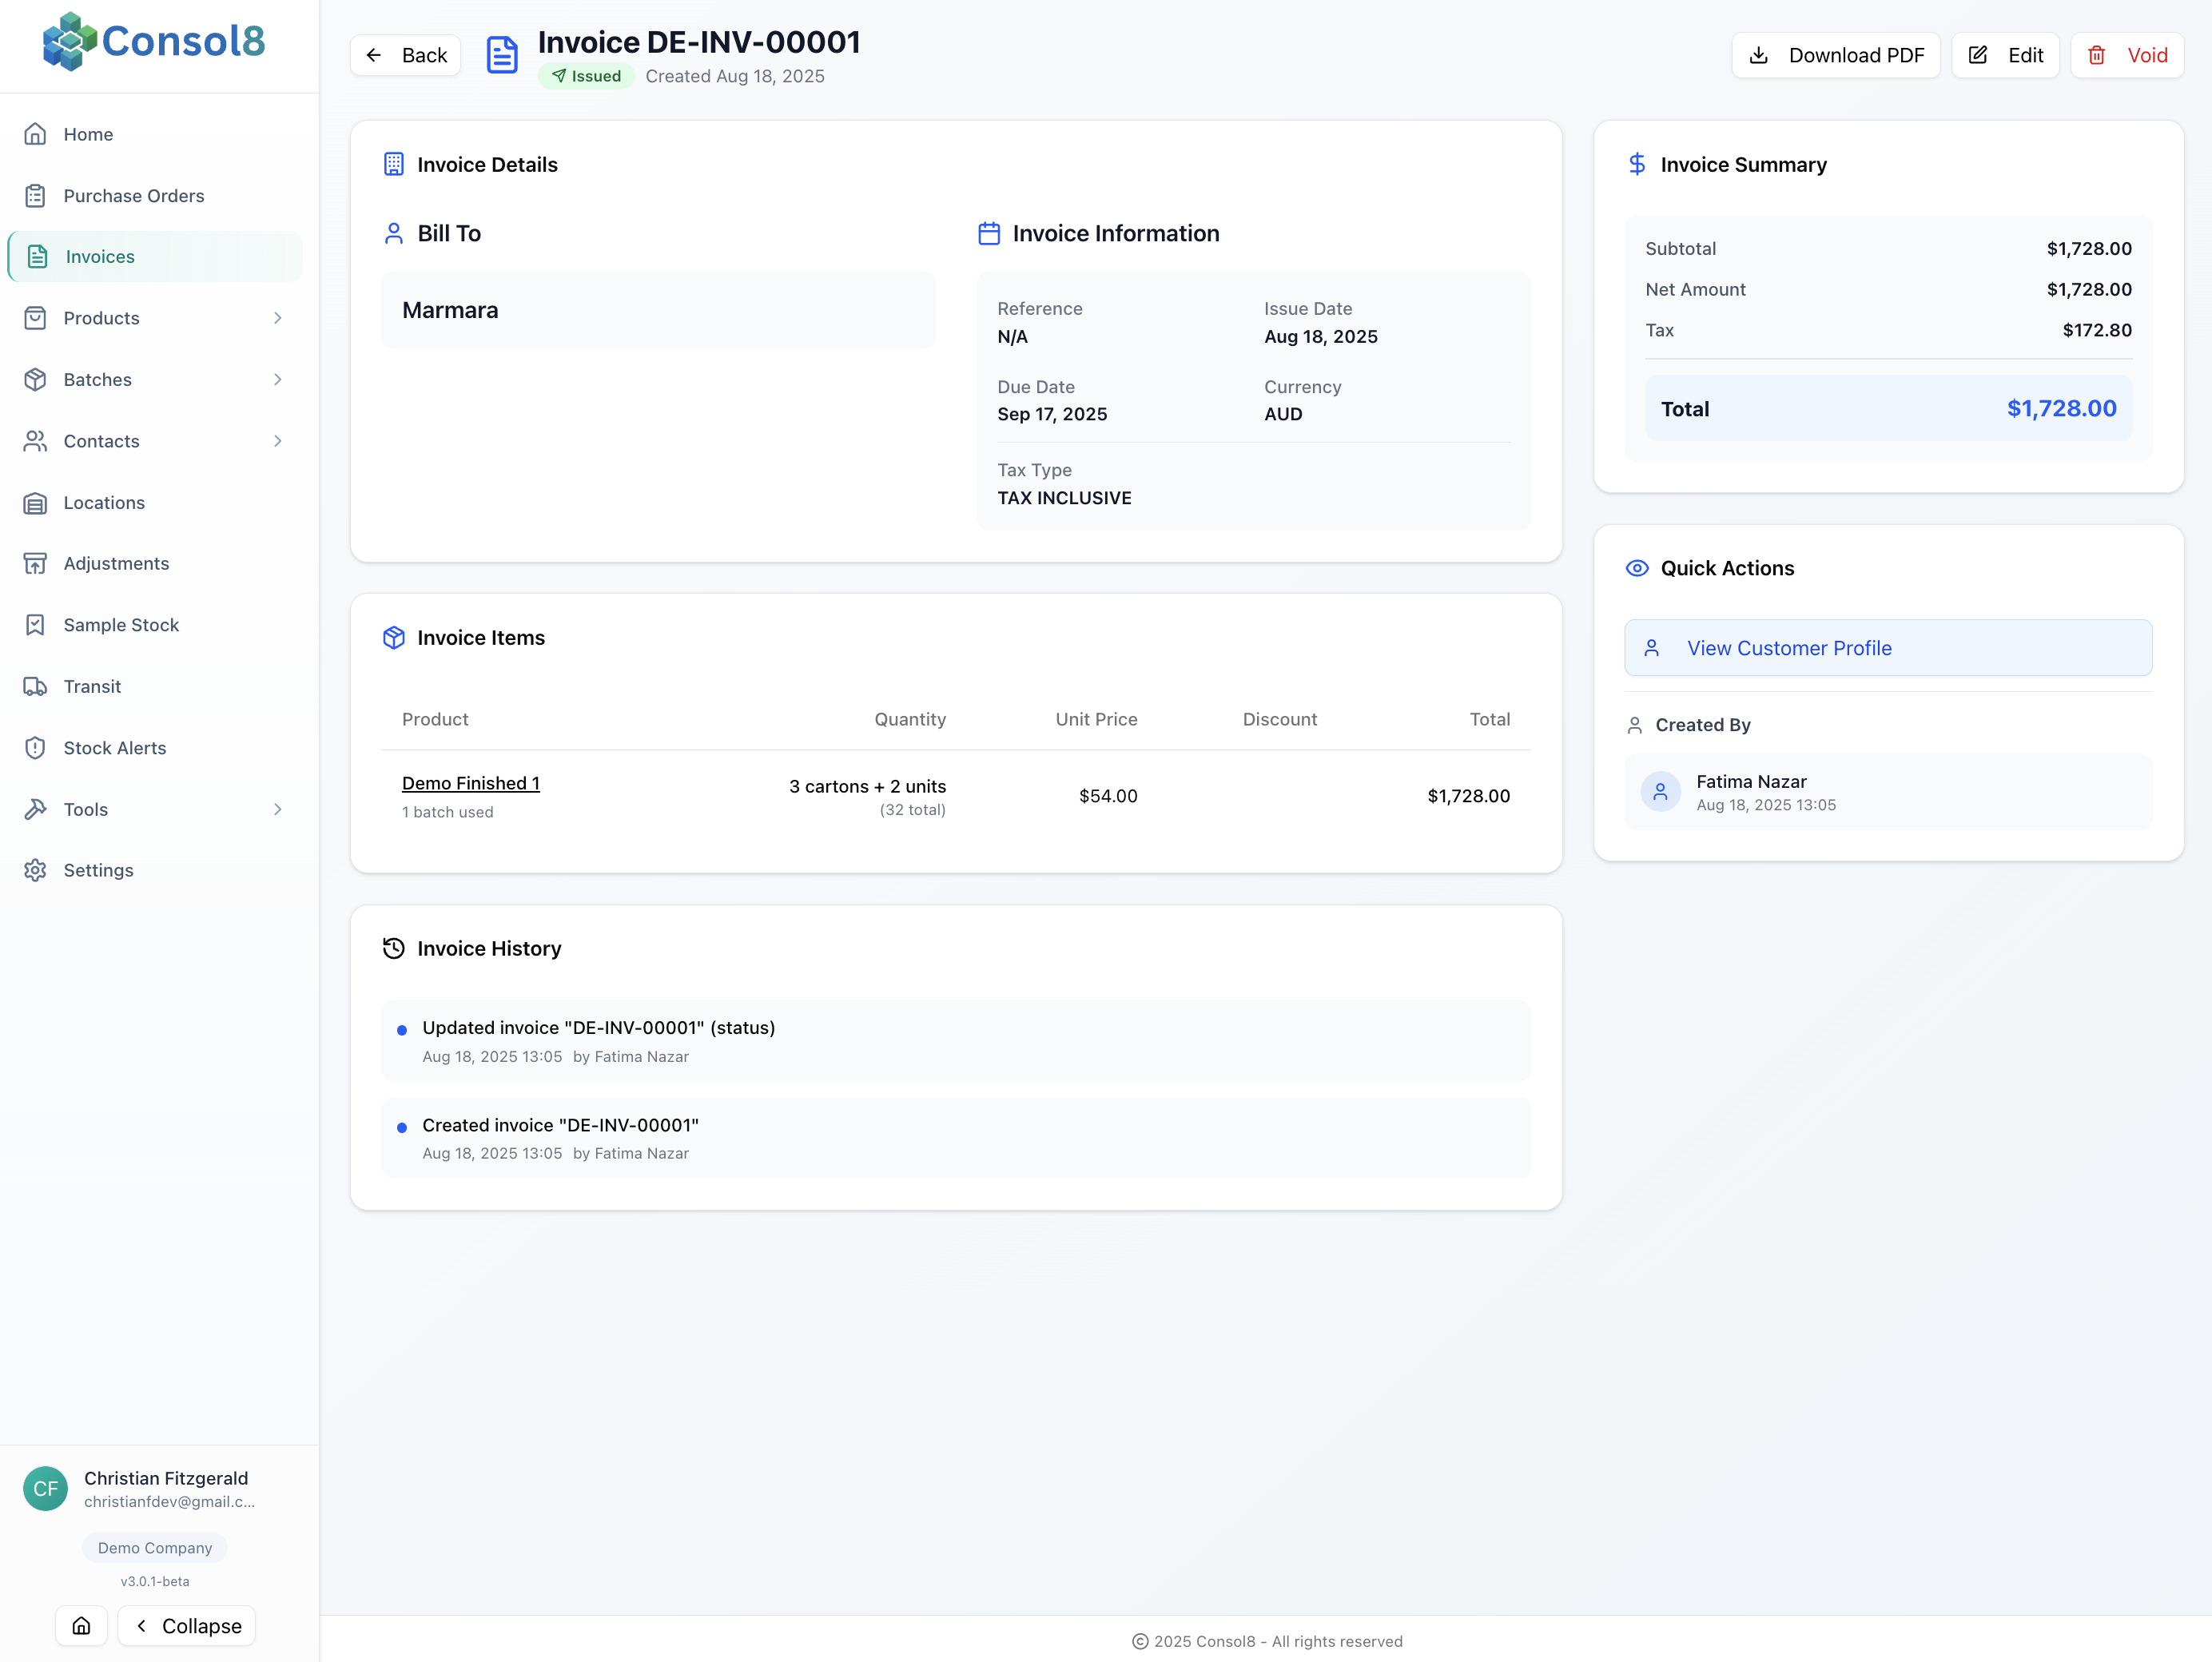 Consol8
Home
Purchase Orders
Invoices
Products
Batches
Contacts
Locations
Adjustments
Sample Stock
Transit
Stock Alerts
Tools
Settings
CF
Christian Fitzgerald
christianfdev@gmail.c...
Demo Company
v3.0.1-beta
Collapse
Back
Invoice DE-INV-00001
Issued Created Aug 18, 2025
Download PDF
Edit
Void
Invoice Details
Bill To
Marmara
Invoice Information
Reference
N/A
Issue Date
Aug 18, 2025
Due Date
Sep 17, 2025
Currency
AUD
Tax Type
TAX INCLUSIVE
Invoice Items
Product Quantity Unit Price Discount Total
Demo Finished 1 3 cartons + 2 units $54.00 $1,728.00
1 batch used (32 total)
Invoice History
Updated invoice "DE-INV-00001" (status)
Aug 18, 2025 13:05 by Fatima Nazar
Created invoice "DE-INV-00001"
Aug 18, 2025 13:05 by Fatima Nazar
Invoice Summary
Subtotal $1,728.00
Net Amount $1,728.00
Tax $172.80
Total $1,728.00
Quick Actions
View Customer Profile
Created By
Fatima Nazar
Aug 18, 2025 13:05
© 2025 Consol8 - All rights reserved